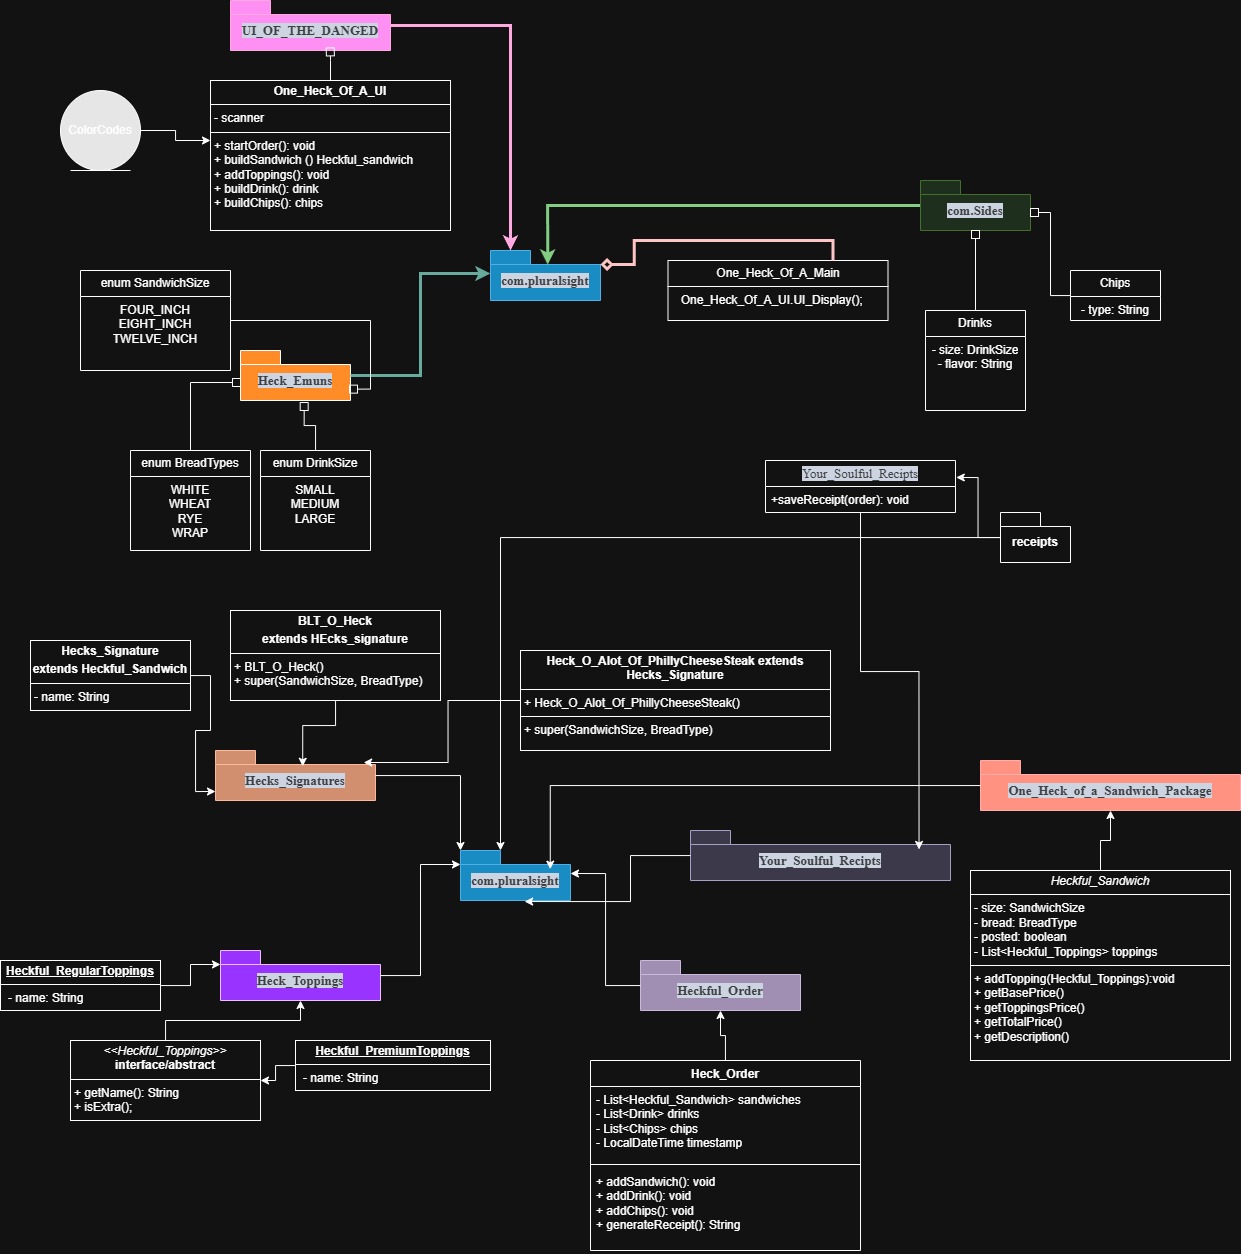 UI_OF_THE_DANGED
One_Heck_Of_A_UI
- scanner
+ startOrder(): void
+ buildSandwich () Heckful_sandwich
+ addToppings(): void
+ buildDrink(): drink
+ buildChips(): chips
ColorCodes
com.Sides
com.pluralsight
One_Heck_Of_A_Main
One_Heck_Of_A_UI.UI_Display();
Chips
- type: String
Drinks
- size: DrinkSize
- flavor: String
enum SandwichSize
FOUR_INCH
EIGHT_INCH
TWELVE_INCH
Heck_Emuns
enum BreadTypes
WHITE
WHEAT
RYE
WRAP
enum DrinkSize
SMALL
MEDIUM
LARGE
Your_Soulful_Recipts
+saveReceipt(order): void
receipts
BLT_O_Heck
extends HEcks_signature
+ BLT_O_Heck()
+ super(SandwichSize, BreadType)
Hecks_Signature
extends Heckful_Sandwich
- name: String
Heck_O_Alot_Of_PhillyCheeseSteak extends
Hecks_Signature
+ Heck_O_Alot_Of_PhillyCheeseSteak()
+ super(SandwichSize, BreadType)
Hecks_Signatures
One_Heck_of_a_Sandwich_Package
Your_Soulful_Recipts
com.pluralsight
Heckful_Sandwich
- size: SandwichSize
- bread: BreadType
- posted: boolean
- List<Heckful_Toppings> toppings
+ addTopping(Heckful_Toppings):void
+ getBasePrice()
+ getToppingsPrice()
+ getTotalPrice()
+ getDescription()
Heckful_RegularToppings
- name: String
Heck_Toppings
Heckful_Order
<<Heckful_Toppings>>
interface/abstract
+ getName(): String
+ isExtra();
Heckful_PremiumToppings
- name: String
Heck_Order
- List<Heckful_Sandwich> sandwiches
- List<Drink> drinks
- List<Chips> chips
- LocalDateTime timestamp
+ addSandwich(): void
+ addDrink(): void
+ addChips(): void
+ generateReceipt(): String